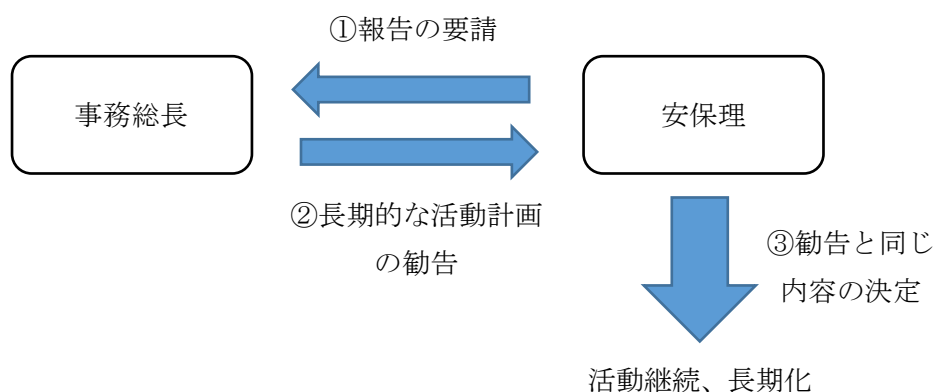 ①報告の要請
事務総長
安保理
②長期的な活動計画
の勧告
③勧告と同じ
内容の決定
活動継続、長期化